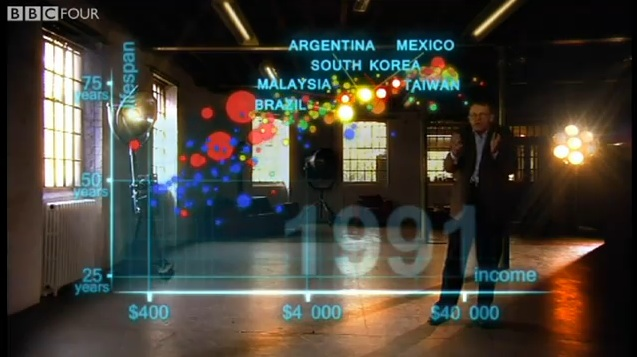 BBC FOUR
lifespan
ARGENTINA MEXICO
SOUTH KOREA
MALAYSIA TAIWAN
BRAZIL
75
years
50
years
25
years
1991
income
$400 $4 000 $40 000